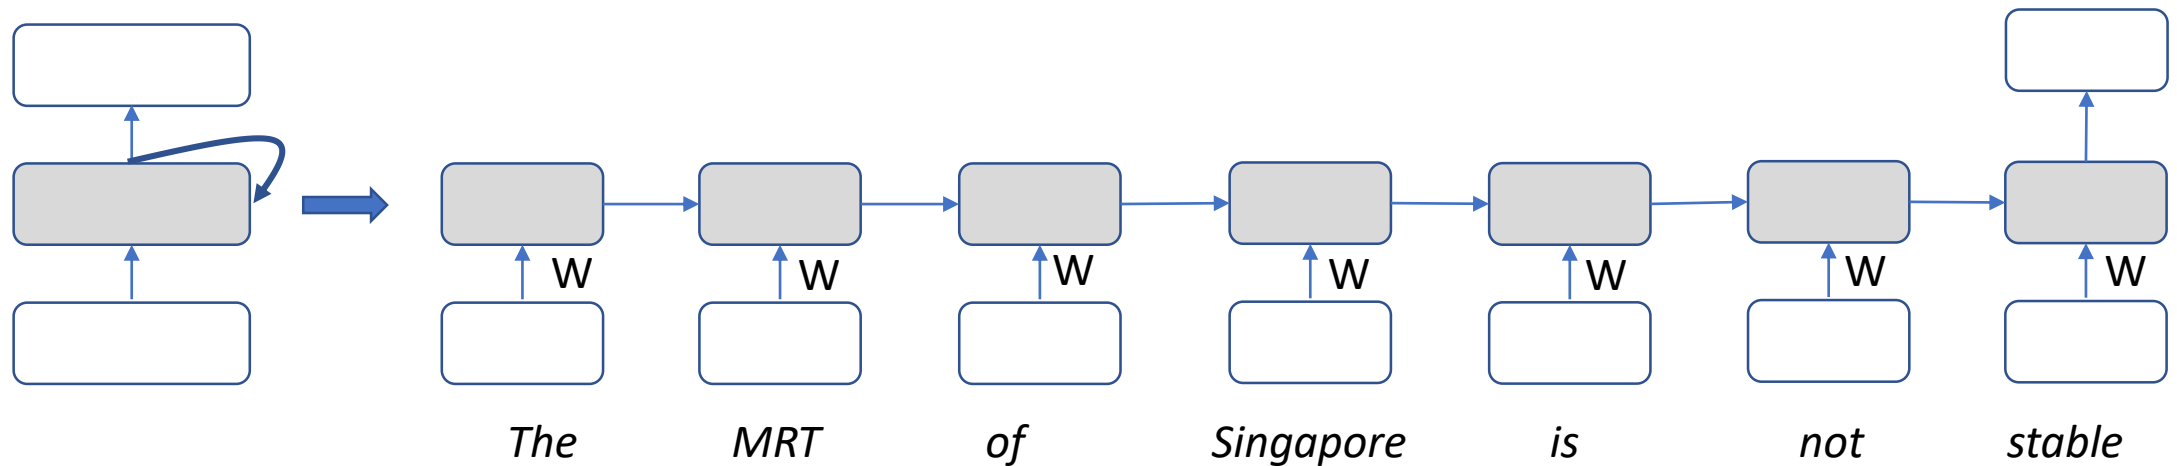 W W W W W W W
The MRT of Singapore is not stable